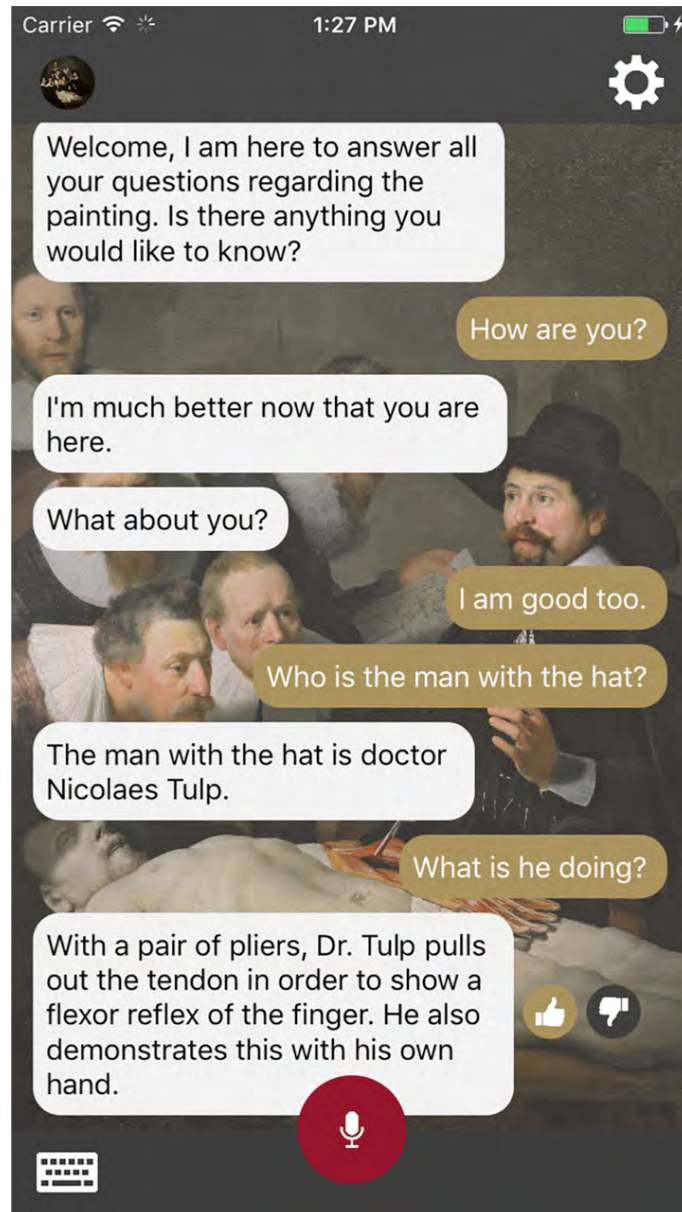 Carrier 1:27 PM
Welcome, I am here to answer all
your questions regarding the
painting. Is there anything you
would like to know?
How are you?
I'm much better now that you are
here.
What about you?
I am good too.
Who is the man with the hat?
The man with the hat is doctor
Nicolaes Tulp.
What is he doing?
With a pair of pliers, Dr. Tulp pulls
out the tendon in order to show a
flexor reflex of the finger. He also
demonstrates this with his own
hand.